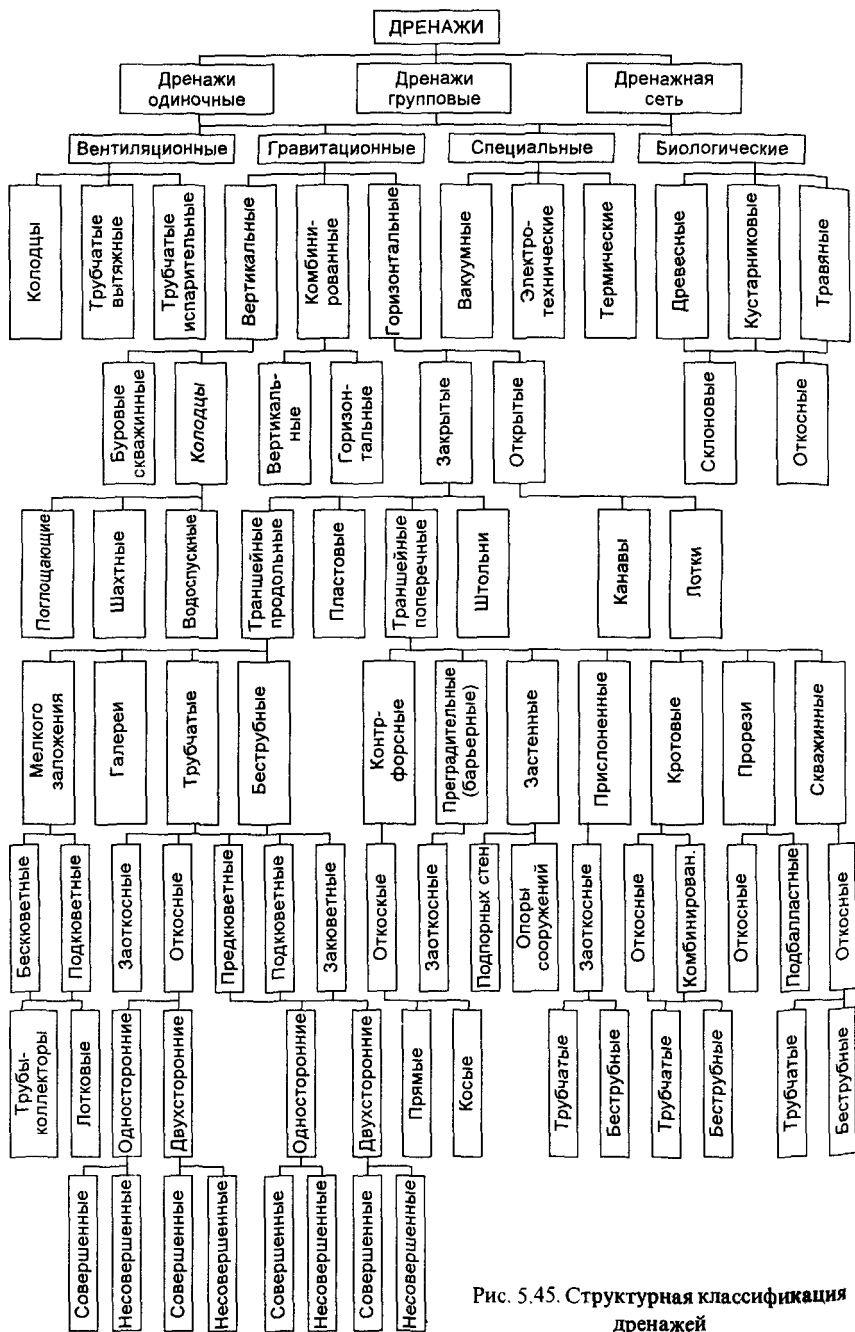 ДРЕНАЖИ
Дренажи
одиночные
Дренажи
групповые
Дренажная
сеть
Вентиляционные
Гравитационные
Специальные
Биологические
Колодцы
Трубчатые
вытяжные
Трубчатые
испарительные
Вертикальные
Комбини-
рованные
Горизонтальные
Вакуумные
Электро-
технические
Термические
Древесные
Кустарниковые
Травяные
Буровые
скважинные
Колодцы
Вертикаль-
ные
Горизон-
тальные
Закрытые
Открытые
Склоновые
Откосные
Поглощающие
Шахтные
Водоспускные
Траншейные
продольные
Пластовые
Траншейные
поперечные
Штольни
Канавы
Лотки
Мелкого
заложения
Галереи
Трубчатые
Беструбные
Контр-
форсные
Преградительные
(барьерные)
Застенные
Прислоненные
Кротовые
Прорези
Скважинные
Бескюветные
Подкюветные
Заоткосные
Откосные
Предкюветные
Подкюветные
Закюветные
Откоскые
Заоткосные
Подпорных стен
Опоры
сооружений
Заоткосные
Откосные
Комбинирован.
Откосные
Подбалластные
Откосные
Трубы-
коллекторы
Лотковые
Односторонние
Двухсторонние
Односторонние
Двухсторонние
Прямые
Косые
Трубчатые
Беструбные
Трубчатые
Беструбные
Трубчатые
Беструбные
Совершенные
Несовершенные
Совершенные
Несовершенные
Совершенные
Несовершенные
Совершенные
Несовершенные
Рис. 5.45. Структурная классификация
дренажей